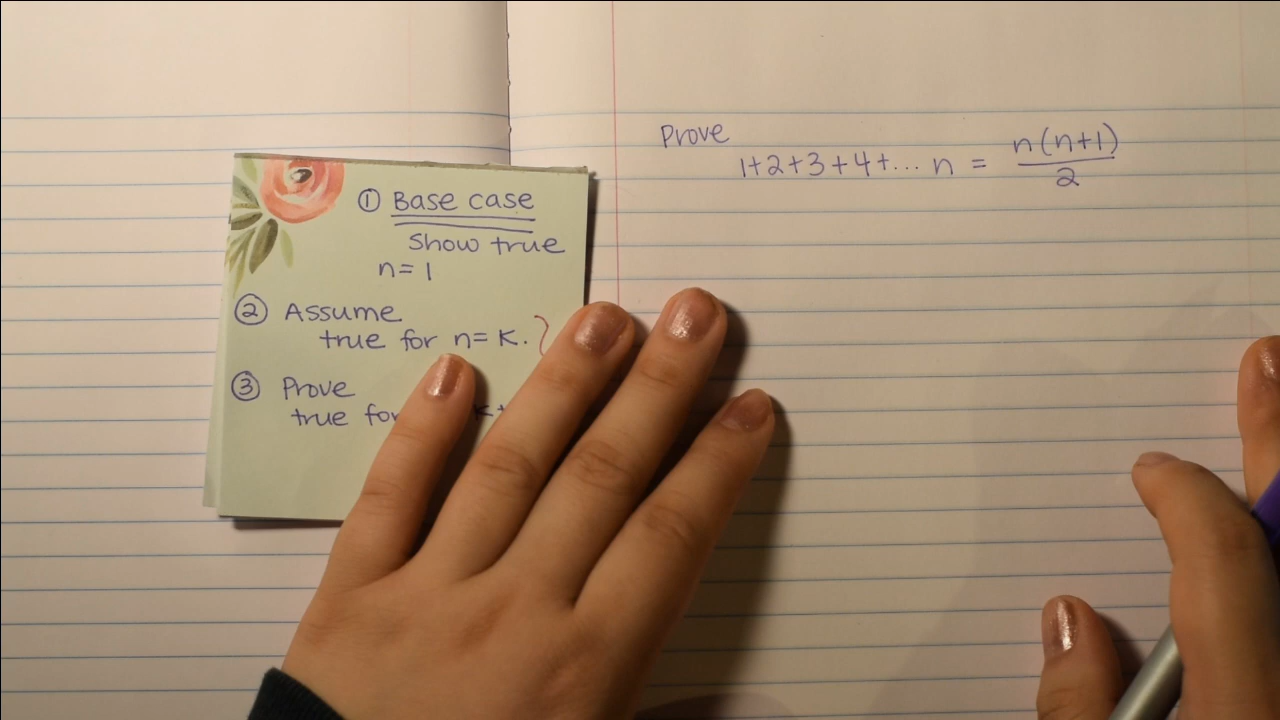 Prove
1+2+3+4+... n = n(n+1)/2
① Base case
Show true
n=1
② Assume
true for n=K.
③ Prove
true for K+